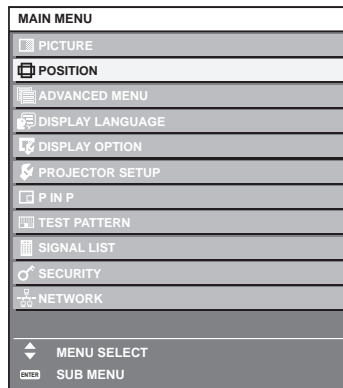 MAIN MENU
PICTURE
POSITION
ADVANCED MENU
DISPLAY LANGUAGE
DISPLAY OPTION
PROJECTOR SETUP
P IN P
TEST PATTERN
SIGNAL LIST
SECURITY
NETWORK
MENU SELECT
ENTER SUB MENU